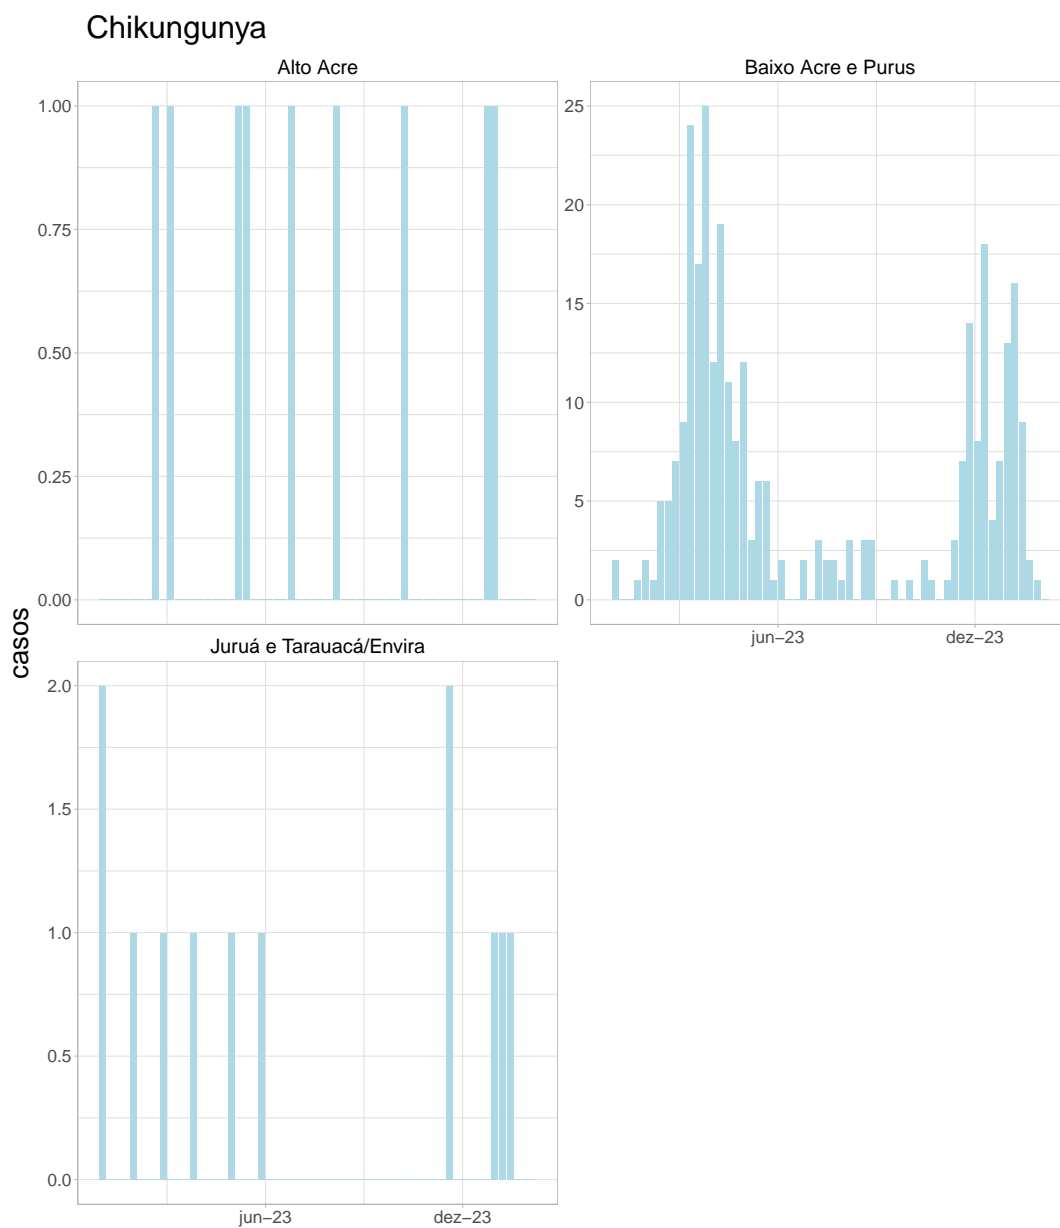 Chikungunya
Alto Acre
Baixo Acre e Purus
1.00
0.75
0.50
0.25
0.00
25
20
15
10
5
0
jun−23
dez−23
casos
Juruá e Tarauacá/Envira
2.0
1.5
1.0
0.5
0.0
jun−23
dez−23